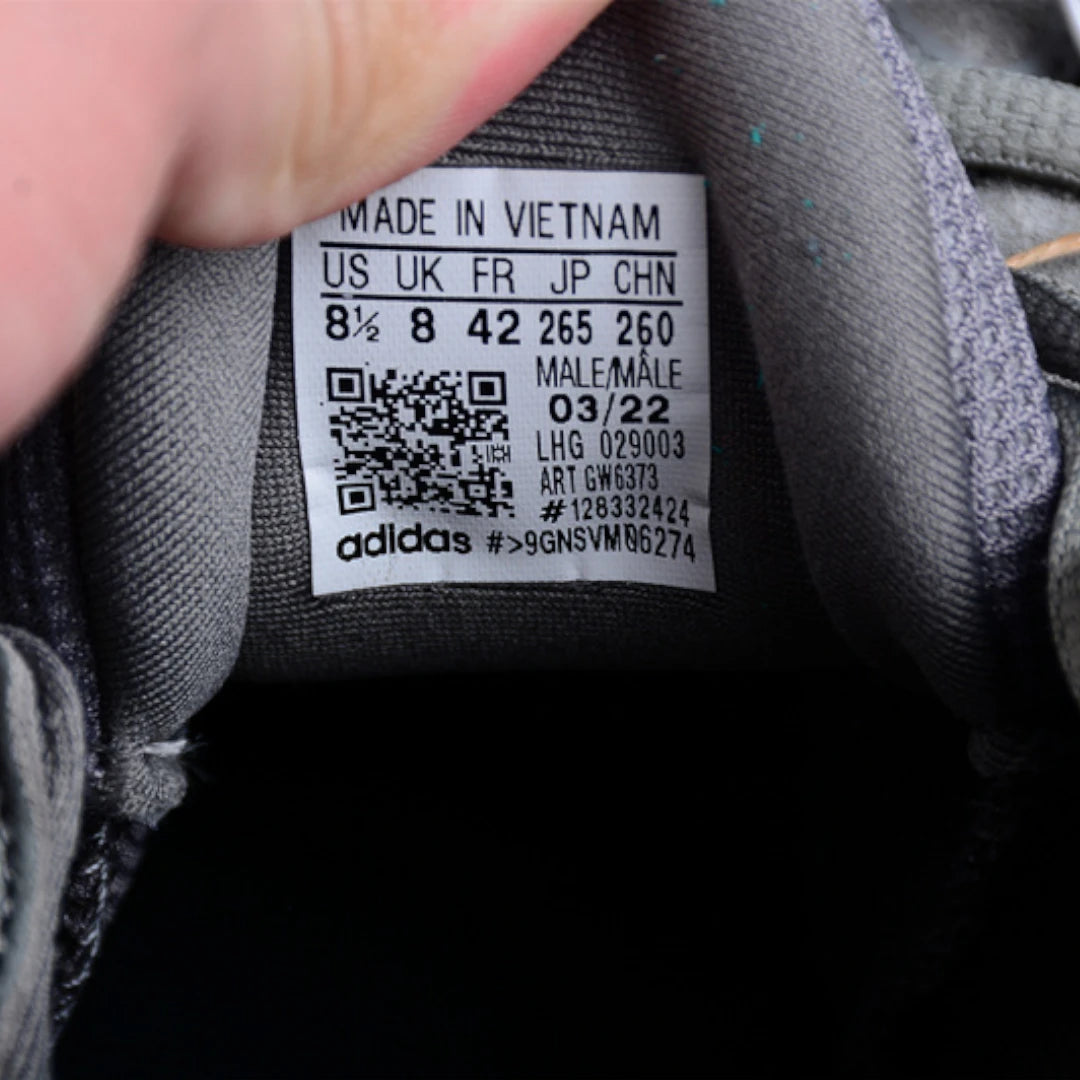 MADE IN VIETNAM
US UK FR JP CHN
8½ 8 42 265 260
MALE/MÂLE
03/22
LHG 029003
ART GW6373
#128332424
adidas #>9GNSVM06274